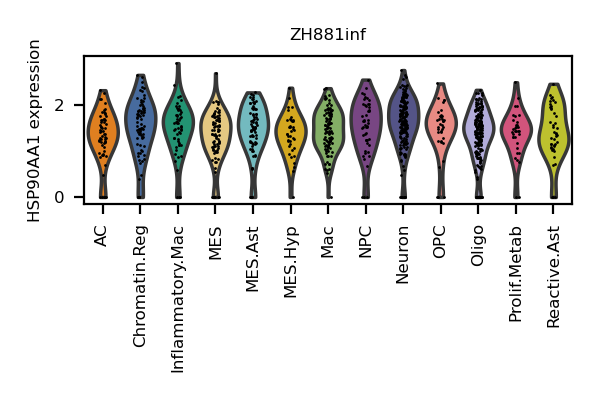 ZH881inf
HSP90AA1 expression
2
0
AC
Chromatin.Reg
Inflammatory.Mac
MES
MES.Ast
MES.Hyp
Mac
NPC
Neuron
OPC
Oligo
Prolif.Metab
Reactive.Ast